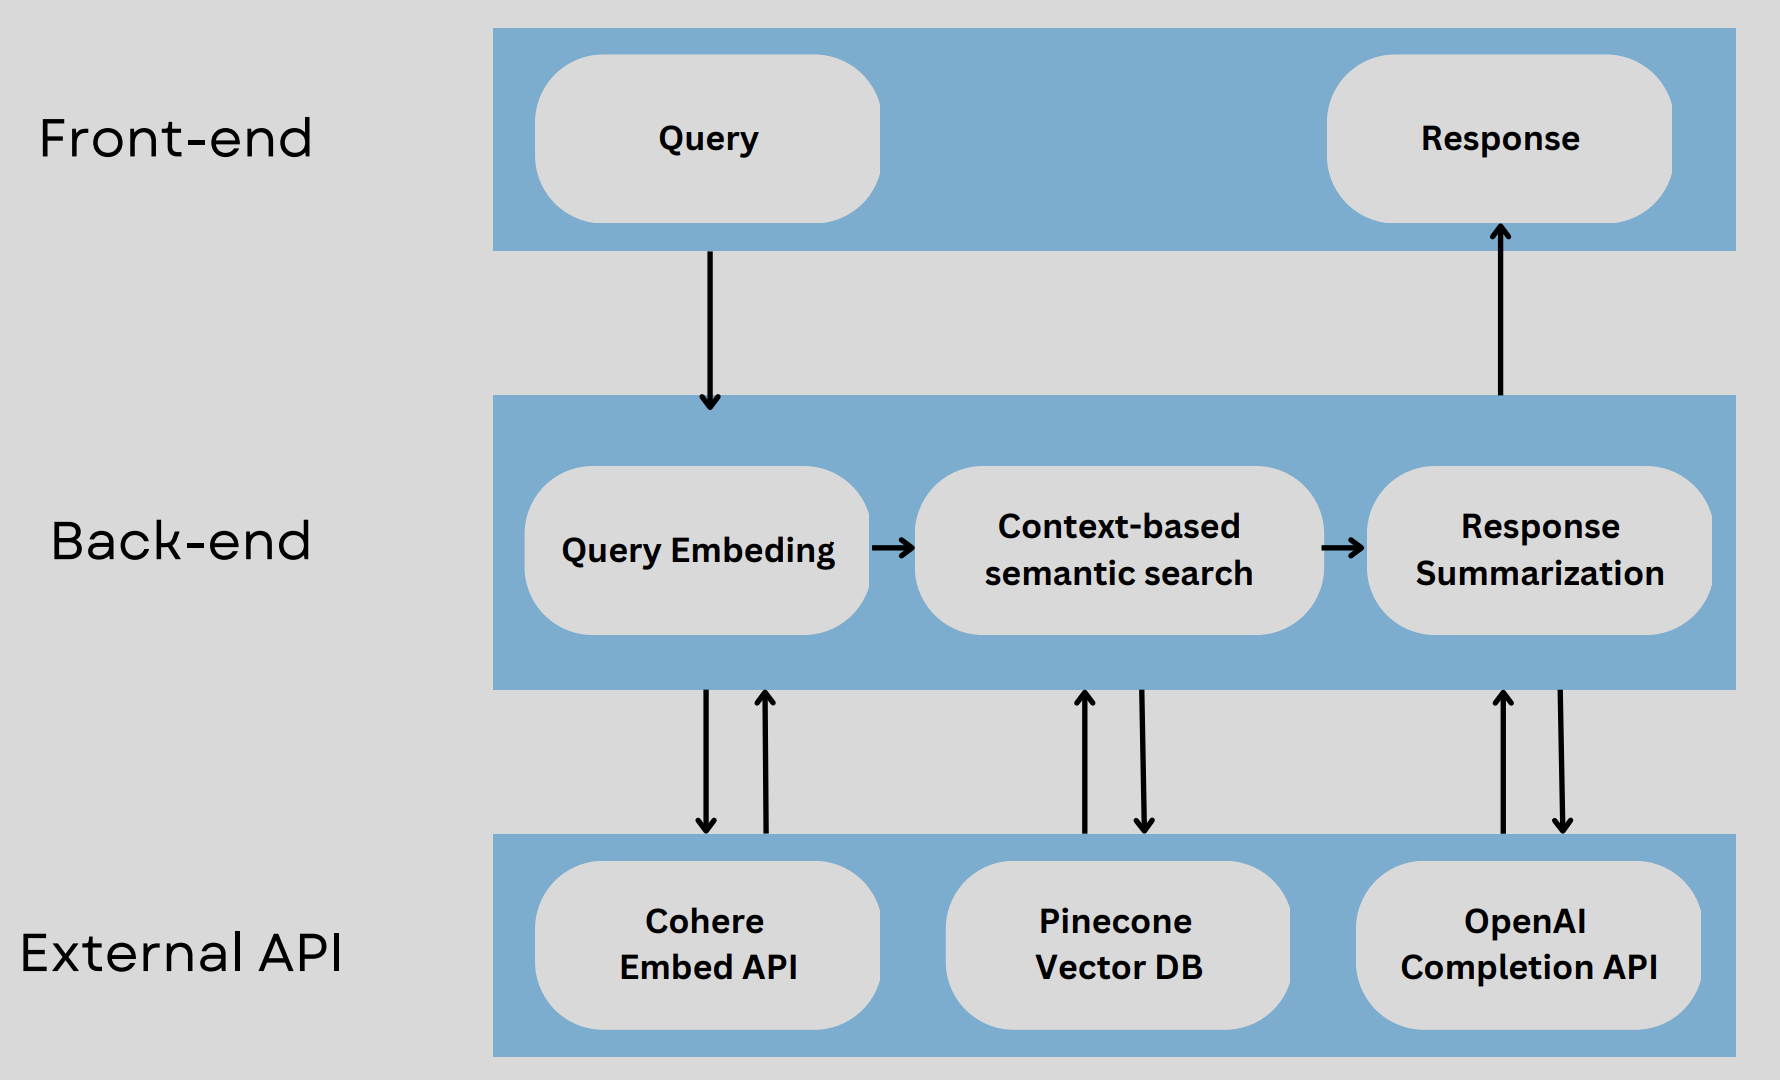 Front-end
Query
Response
Back-end
Query Embeding
Context-based
semantic search
Response
Summarization
External API
Cohere
Embed API
Pinecone
Vector DB
OpenAI
Completion API